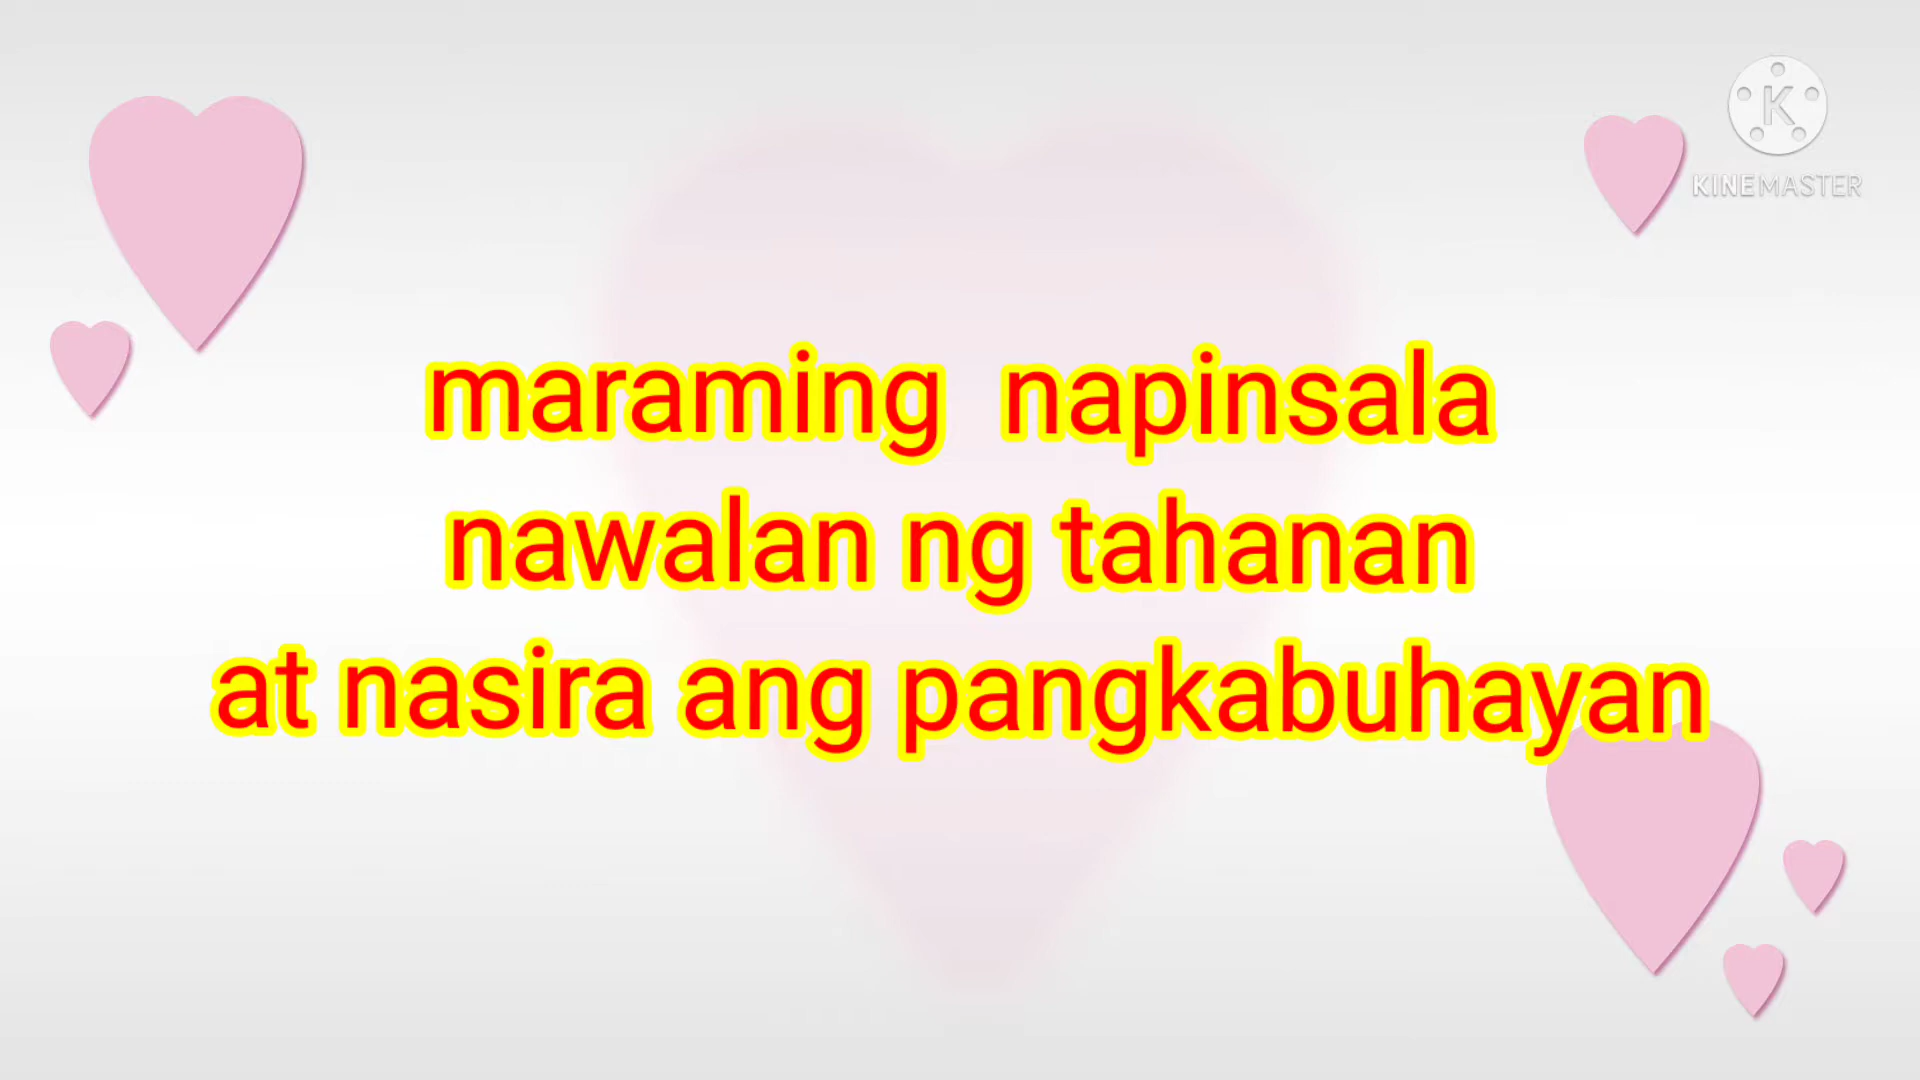 K
KINEMASTER
maraming napinsala
nawalan ng tahanan
at nasira ang pangkabuhayan